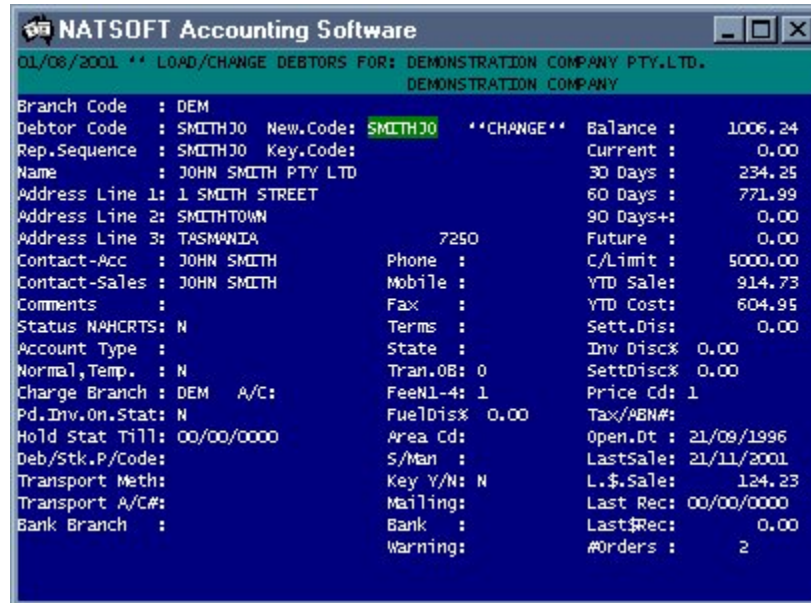 NATSOFT Accounting Software
01/08/2001 ** LOAD/CHANGE DEBTORS FOR: DEMONSTRATION COMPANY PTY.LTD.
DEMONSTRATION COMPANY
Branch Code : DEM
Debtor Code : SMITHJO New.Code: SMITHJO **CHANGE** Balance : 1006.24
Rep.Sequence : SMITHJO Key.Code: Current : 0.00
Name : JOHN SMITH PTY LTD 30 Days : 234.25
Address Line 1: 1 SMITH STREET 60 Days : 771.99
Address Line 2: SMITHTOWN 90 Days+: 0.00
Address Line 3: TASMANIA 7250 Future : 0.00
Contact-Acc : JOHN SMITH Phone : C/Limit : 5000.00
Contact-Sales : JOHN SMITH Mobile : YTD Sale: 914.73
Comments : Fax : YTD Cost: 604.95
Status NAHCRTS: N Terms : Sett.Dis: 0.00
Account Type : State : Inv Disc% 0.00
Normal,Temp. : N Tran.OB: 0 SettDisc% 0.00
Charge Branch : DEM A/C: FeeN1-4: 1 Price Cd: 1
Pd.Inv.On.Stat: N FuelDis% 0.00 Tax/ABN#:
Hold Stat Till: 00/00/0000 Area Cd: Open.Dt : 21/09/1996
Deb/Stk.P/Code: S/Man : LastSale: 21/11/2001
Transport Meth: Key Y/N: N L.$.Sale: 124.23
Transport A/C#: Mailing: Last Rec: 00/00/0000
Bank Branch : Bank : Last$Rec: 0.00
Warning: #Orders : 2